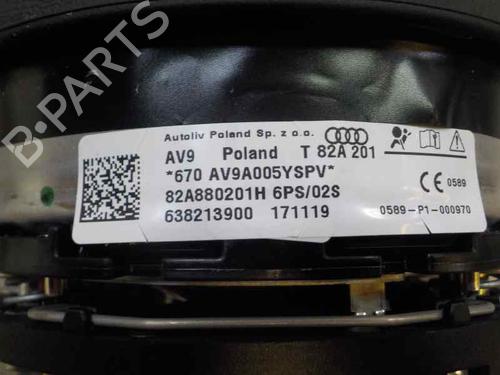 B-PARTS
Autoliv Poland Sp. z o.o.
AV9 Poland T 82A 201
*670 AV9A005YSPV*
82A880201H 6PS/02S
638213900 171119
CE 0589
0589-P1-000970